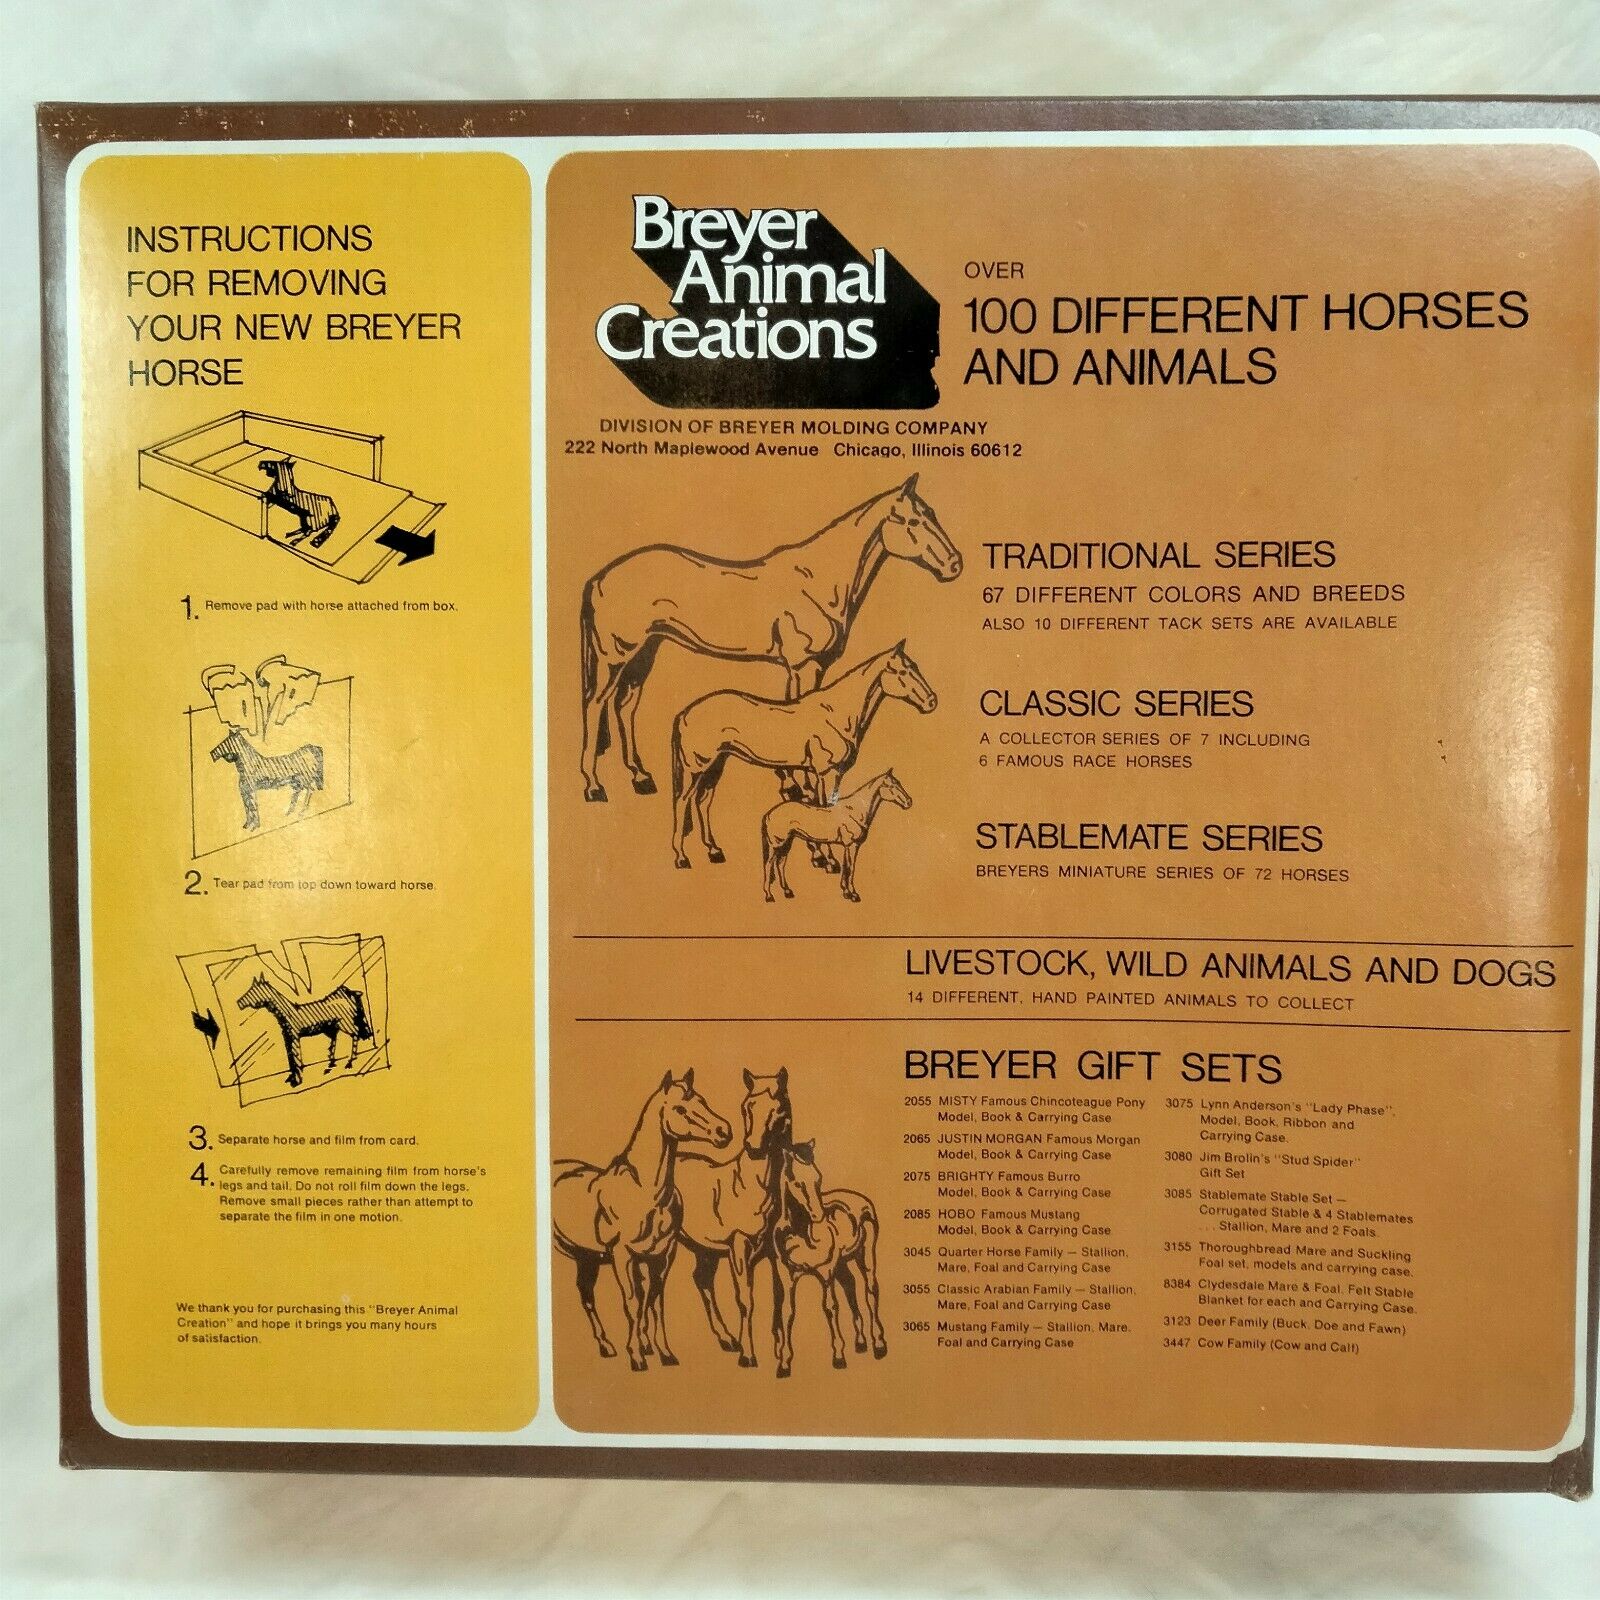 INSTRUCTIONS
FOR REMOVING
YOUR NEW BREYER
HORSE
1. Remove pad with horse attached from box.
2. Tear pad from top down toward horse.
3. Separate horse and film from card.
4. Carefully remove remaining film from horse's
legs and tail. Do not roll film down the legs.
Remove small pieces rather than attempt to
separate the film in one motion.
We thank you for purchasing this "Breyer Animal
Creation" and hope it brings you many hours
of satisfaction.
Breyer
Animal
Creations
DIVISION OF BREYER MOLDING COMPANY
222 North Maplewood Avenue Chicago, Illinois 60612
OVER
100 DIFFERENT HORSES
AND ANIMALS
TRADITIONAL SERIES
67 DIFFERENT COLORS AND BREEDS
ALSO 10 DIFFERENT TACK SETS ARE AVAILABLE
CLASSIC SERIES
A COLLECTOR SERIES OF 7 INCLUDING
6 FAMOUS RACE HORSES
STABLEMATE SERIES
BREYERS MINIATURE SERIES OF 72 HORSES
LIVESTOCK, WILD ANIMALS AND DOGS
14 DIFFERENT, HAND PAINTED ANIMALS TO COLLECT
BREYER GIFT SETS
2055 MISTY Famous Chincoteague Pony
Model, Book & Carrying Case
2065 JUSTIN MORGAN Famous Morgan
Model, Book & Carrying Case
2075 BRIGHTY Famous Burro
Model, Book & Carrying Case
2085 HOBO Famous Mustang
Model, Book & Carrying Case
3045 Quarter Horse Family — Stallion,
Mare, Foal and Carrying Case
3055 Classic Arabian Family — Stallion,
Mare, Foal and Carrying Case
3065 Mustang Family — Stallion, Mare,
Foal and Carrying Case
3075 Lynn Anderson's "Lady Phase",
Model, Book, Ribbon and
Carrying Case.
3080 Jim Brolin's "Stud Spider"
Gift Set
3085 Stablemate Stable Set —
Corrugated Stable & 4 Stablemates
. . . Stallion, Mare and 2 Foals.
3155 Thoroughbread Mare and Suckling
Foal set, models and carrying case.
8384 Clydesdale Mare & Foal. Felt Stable
Blanket for each and Carrying Case.
3123 Deer Family (Buck, Doe and Fawn)
3447 Cow Family (Cow and Calf)